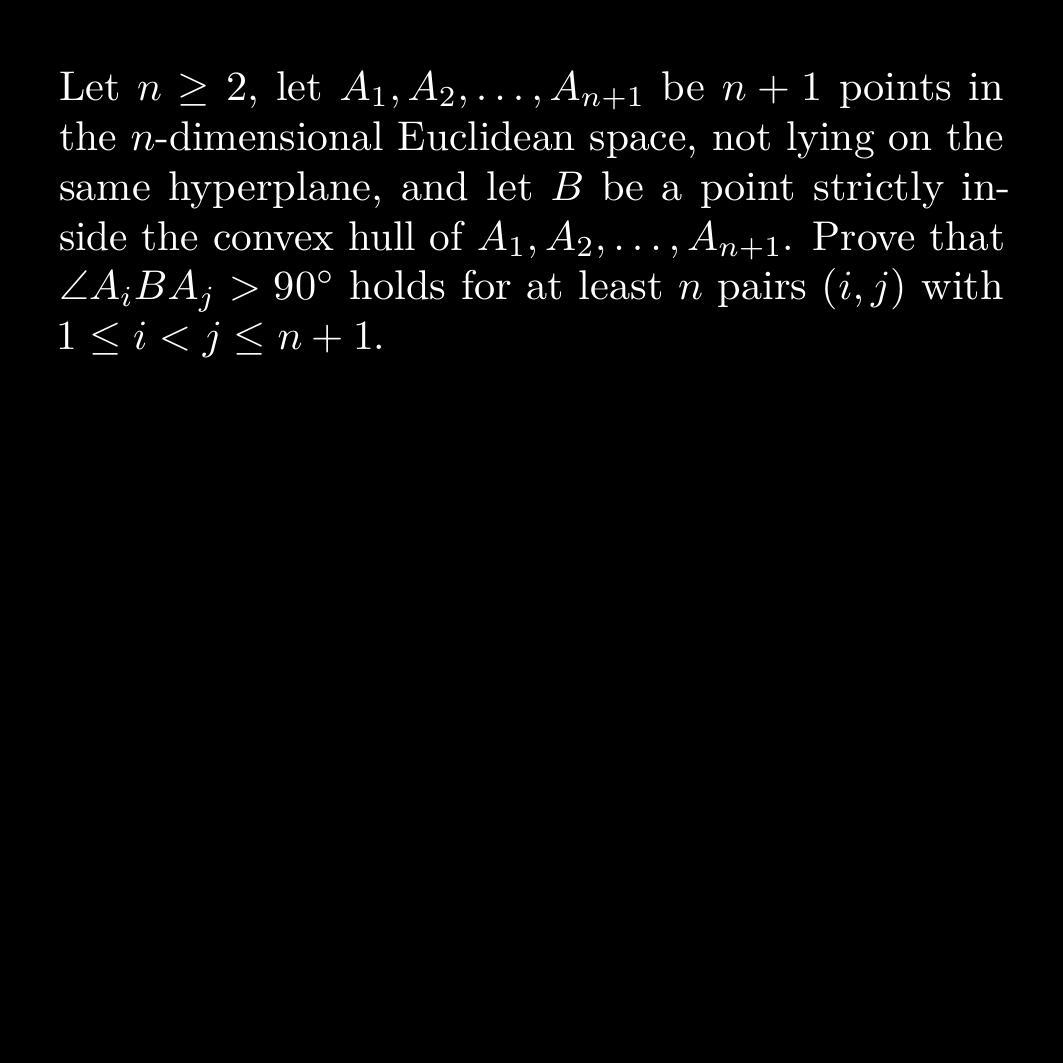 Let $n \geq 2$, let $A_1, A_2, \ldots, A_{n+1}$ be $n+1$ points in
the $n$-dimensional Euclidean space, not lying on the
same hyperplane, and let $B$ be a point strictly in-
side the convex hull of $A_1, A_2, \ldots, A_{n+1}$. Prove that
$\angle A_i B A_j > 90^\circ$ holds for at least $n$ pairs $(i, j)$ with
$1 \leq i < j \leq n+1$.